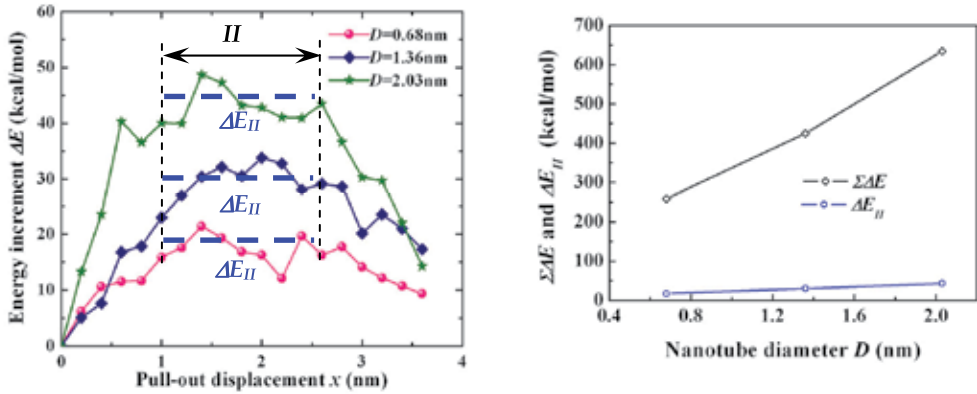 Energy increment ΔE (kcal/mol)
60
50
40
30
20
10
0
II
D=0.68nm
D=1.36nm
D=2.03nm
ΔE_II
ΔE_II
ΔE_II
0 1 2 3 4
Pull-out displacement x (nm)
ΣΔE and ΔE_II (kcal/mol)
700
600
500
400
300
200
100
0
ΣΔE
ΔE_II
0.4 0.8 1.2 1.6 2.0
Nanotube diameter D (nm)